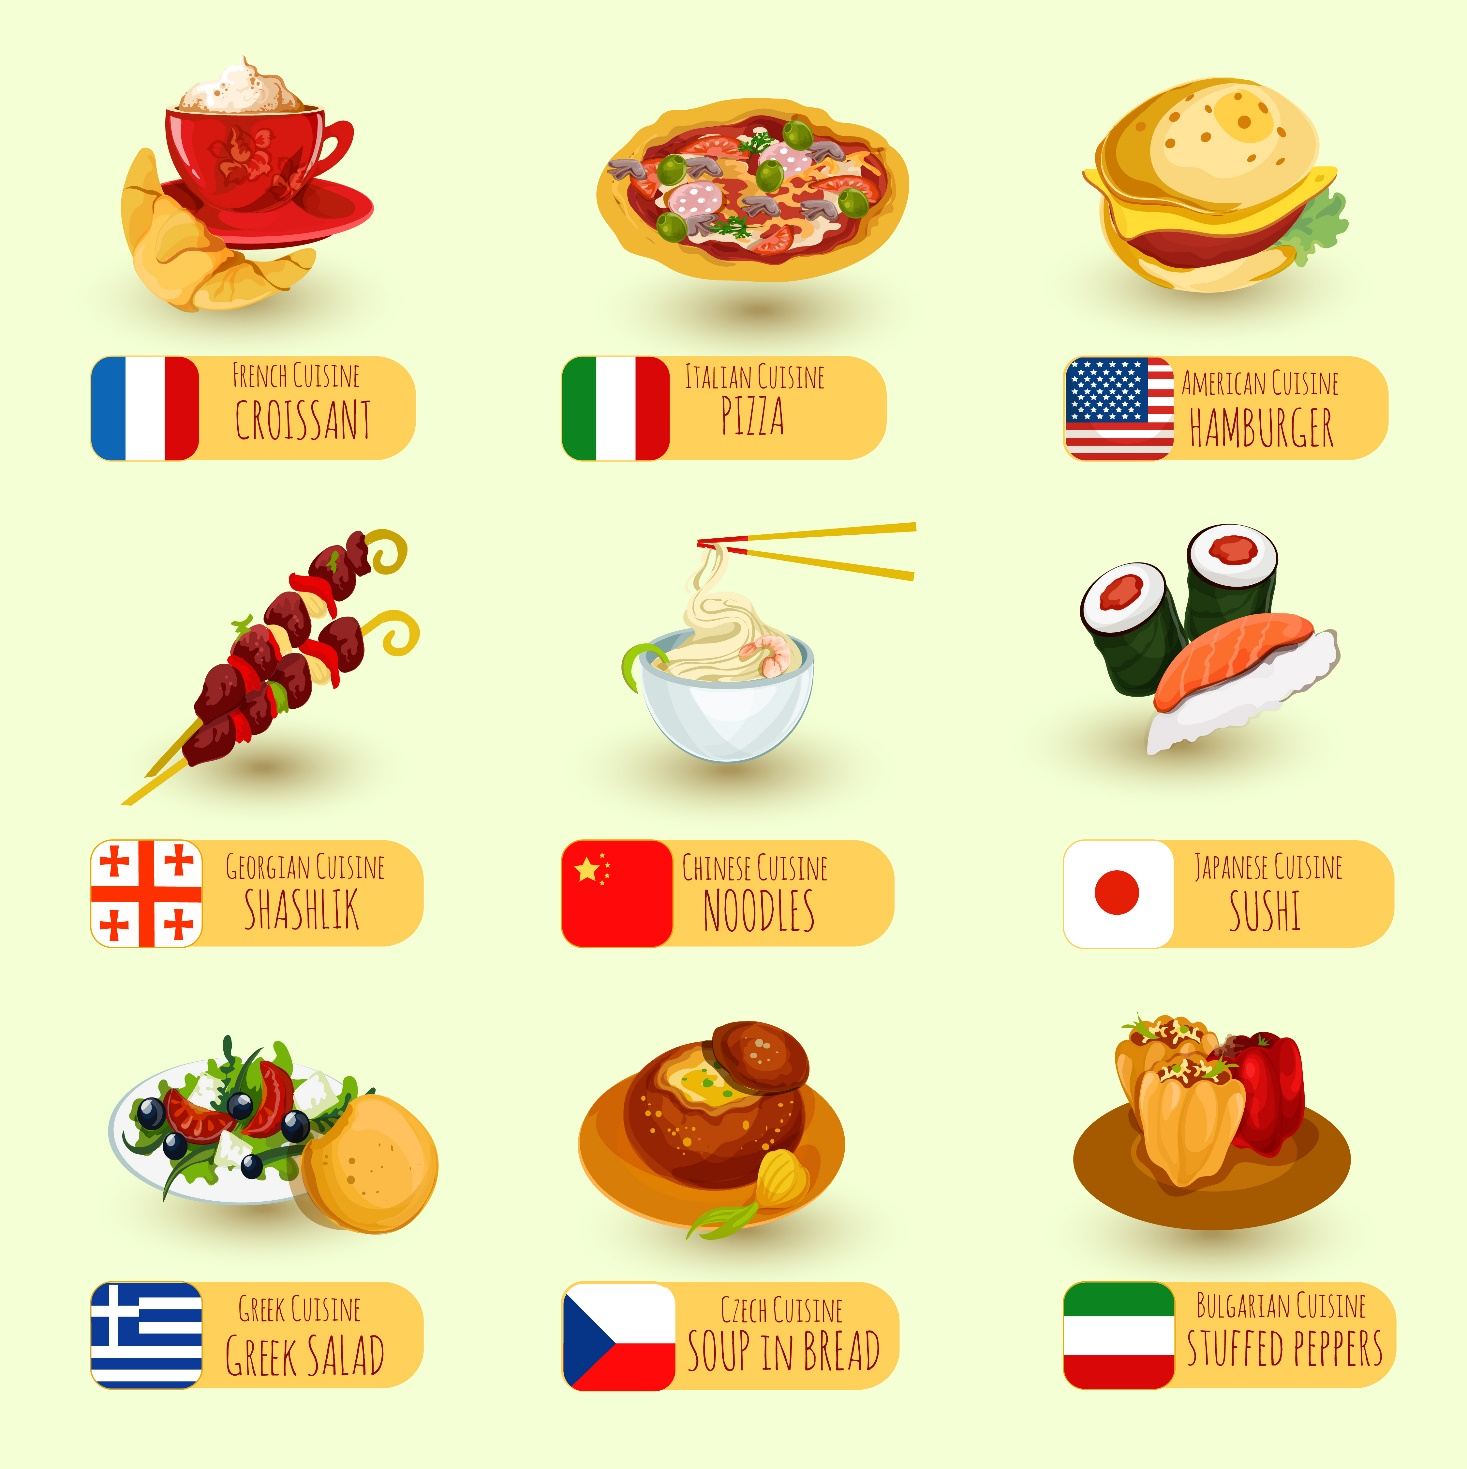 French Cuisine
CROISSANT
Italian Cuisine
PIZZA
American Cuisine
HAMBURGER
Georgian Cuisine
SHASHLIK
Chinese Cuisine
NOODLES
Japanese Cuisine
SUSHI
Greek Cuisine
Greek SALAD
Czech Cuisine
SOUP IN BREAD
Bulgarian Cuisine
STUFFED PEPPERS